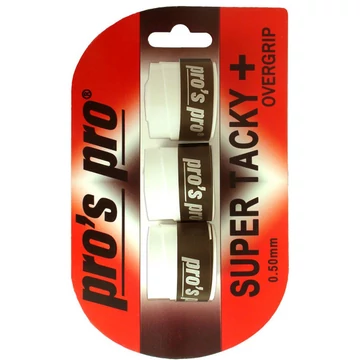 pro's pro®
pro's pro®
pro's pro
pro's pro
SUPER TACKY +
OVERGRIP
0.50mm